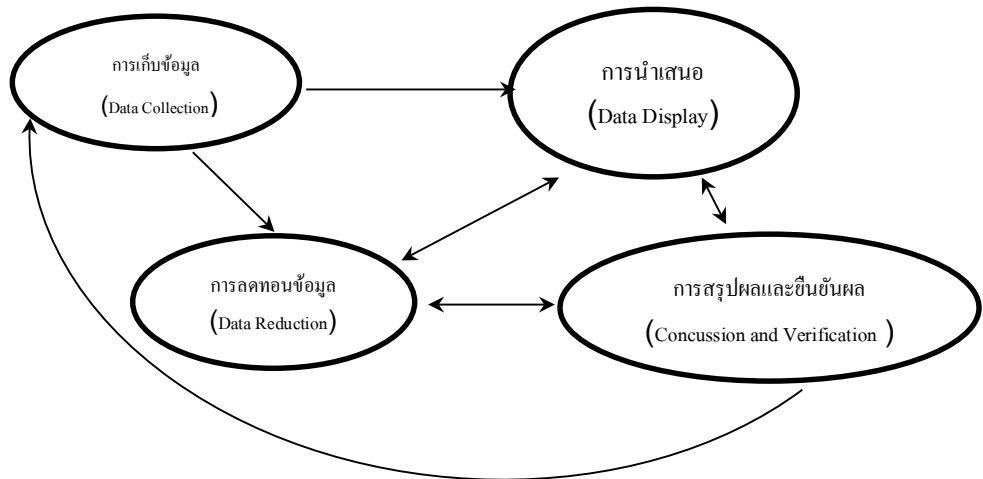 การเก็บข้อมูล
(Data Collection)
การนำเสนอ
(Data Display)
การลดทอนข้อมูล
(Data Reduction)
การสรุปผลและยืนยันผล
(Concussion and Verification )